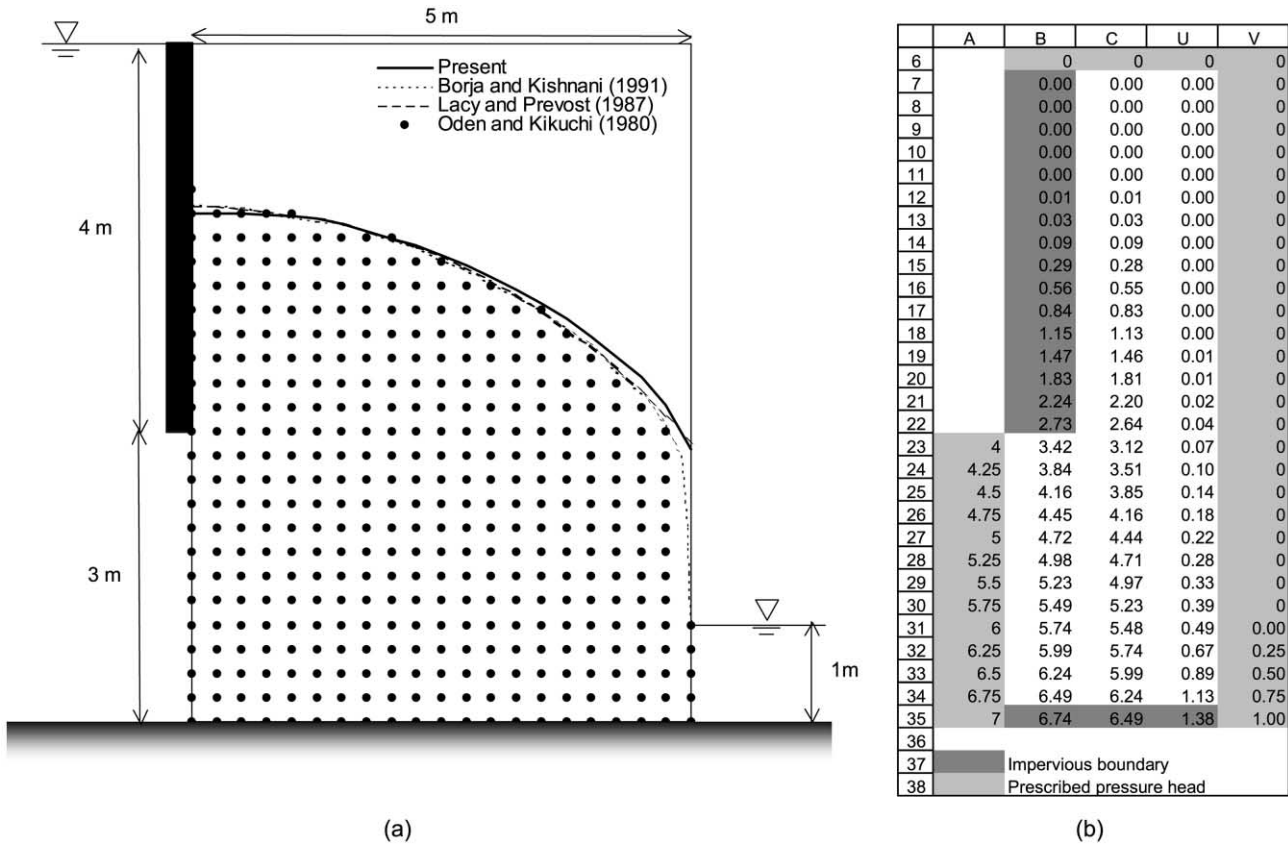 5 m
Present
Borja and Kishnani (1991)
Lacy and Prevost (1987)
Oden and Kikuchi (1980)
4 m
3 m
1m
(a)
A B C U V
6 0 0 0 0
7 0.00 0.00 0.00 0
8 0.00 0.00 0.00 0
9 0.00 0.00 0.00 0
10 0.00 0.00 0.00 0
11 0.00 0.00 0.00 0
12 0.01 0.01 0.00 0
13 0.03 0.03 0.00 0
14 0.09 0.09 0.00 0
15 0.29 0.28 0.00 0
16 0.56 0.55 0.00 0
17 0.84 0.83 0.00 0
18 1.15 1.13 0.00 0
19 1.47 1.46 0.01 0
20 1.83 1.81 0.01 0
21 2.24 2.20 0.02 0
22 2.73 2.64 0.04 0
23 4 3.42 3.12 0.07 0
24 4.25 3.84 3.51 0.10 0
25 4.5 4.16 3.85 0.14 0
26 4.75 4.45 4.16 0.18 0
27 5 4.72 4.44 0.22 0
28 5.25 4.98 4.71 0.28 0
29 5.5 5.23 4.97 0.33 0
30 5.75 5.49 5.23 0.39 0
31 6 5.74 5.48 0.49 0.00
32 6.25 5.99 5.74 0.67 0.25
33 6.5 6.24 5.99 0.89 0.50
34 6.75 6.49 6.24 1.13 0.75
35 7 6.74 6.49 1.38 1.00
36
37 Impervious boundary
38 Prescribed pressure head
(b)